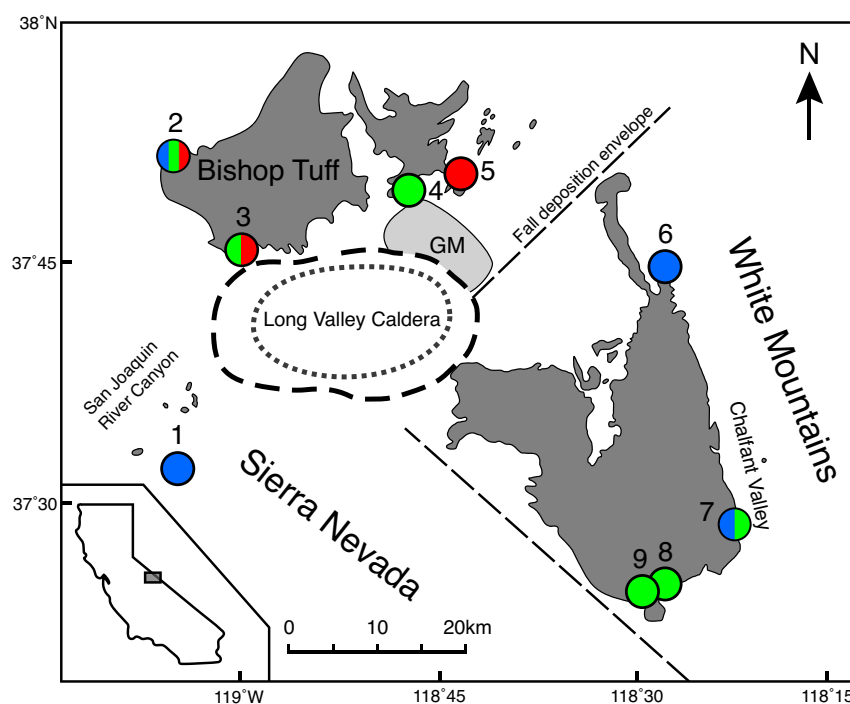 38˚N
N
2
Bishop Tuff
5
4
Fall deposition envelope
3
GM
6
37˚45
White Mountains
Long Valley Caldera
San Joaquin
River Canyon
1
Sierra Nevada
Chalfant Valley
37˚30
7
9
8
0
10
20km
119˚W
118˚45
118˚30
118˚15